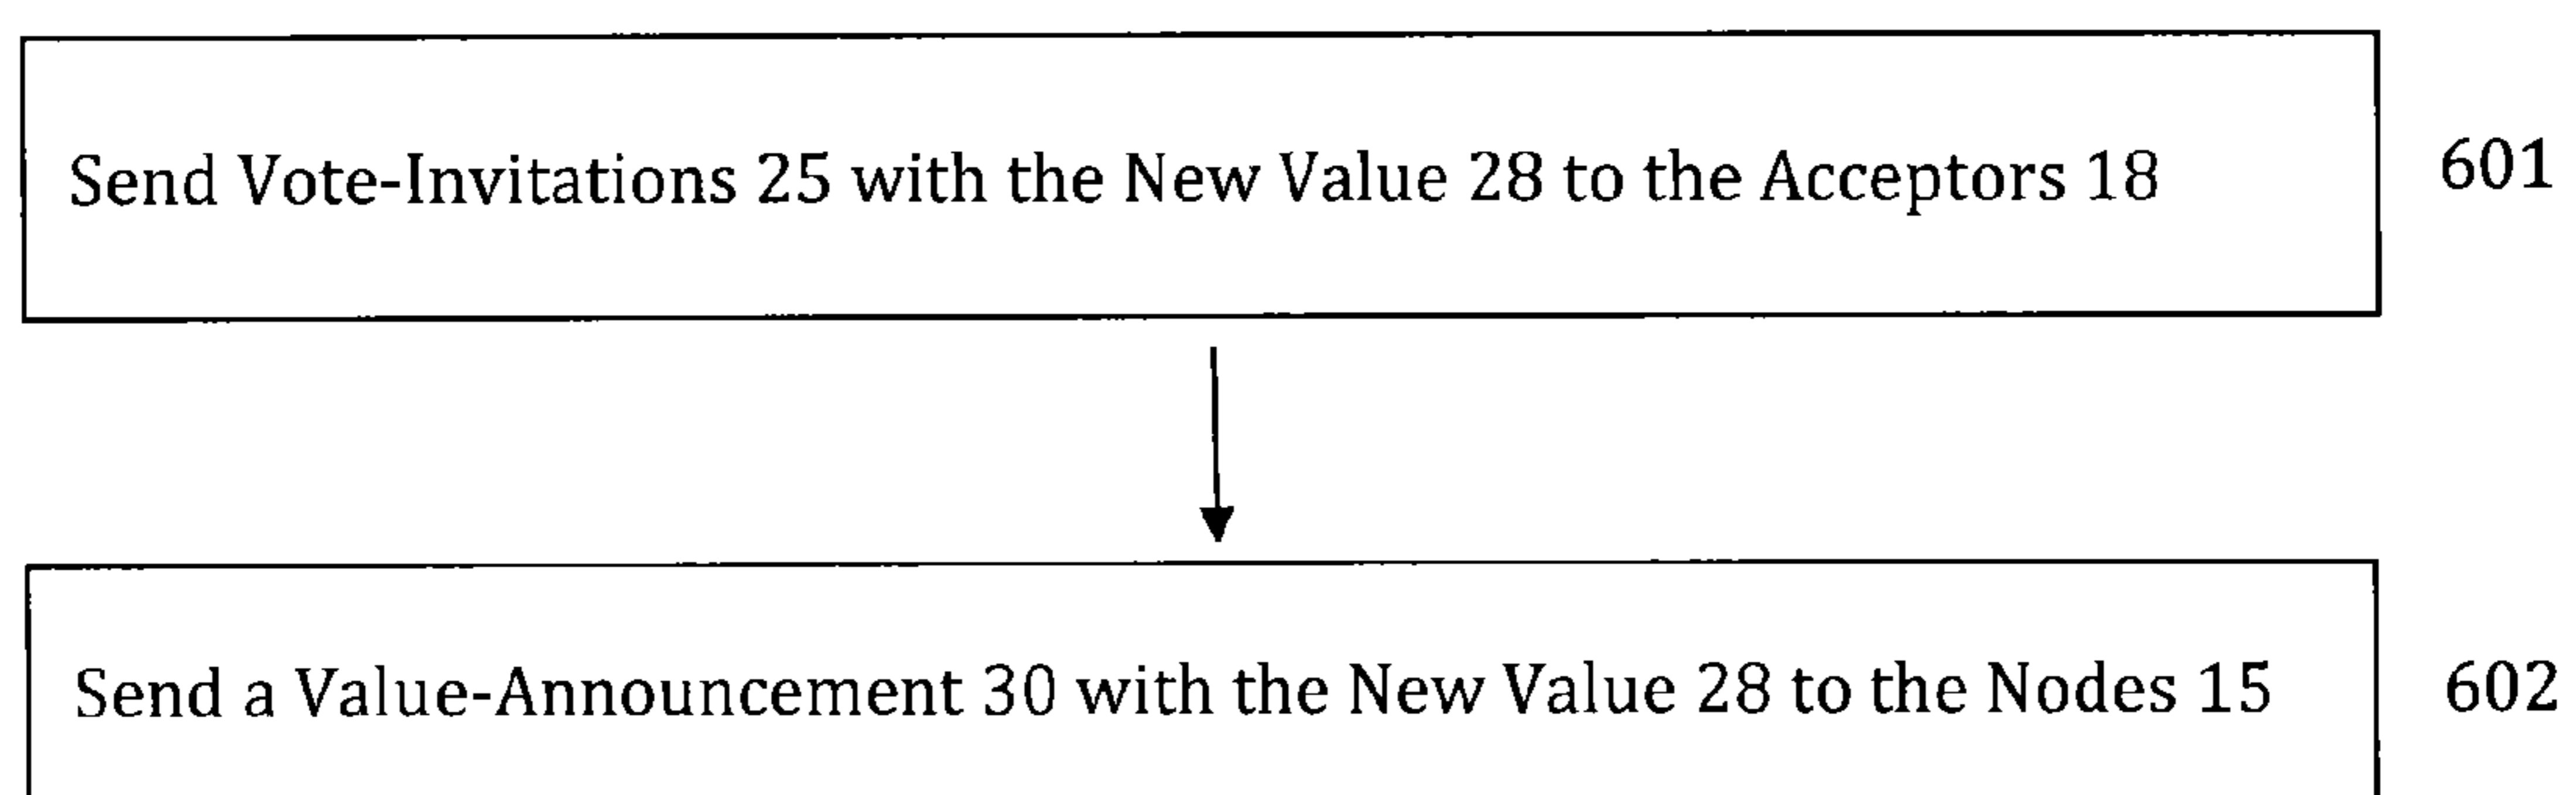 Send Vote-Invitations 25 with the New Value 28 to the Acceptors 18
601
Send a Value-Announcement 30 with the New Value 28 to the Nodes 15
602